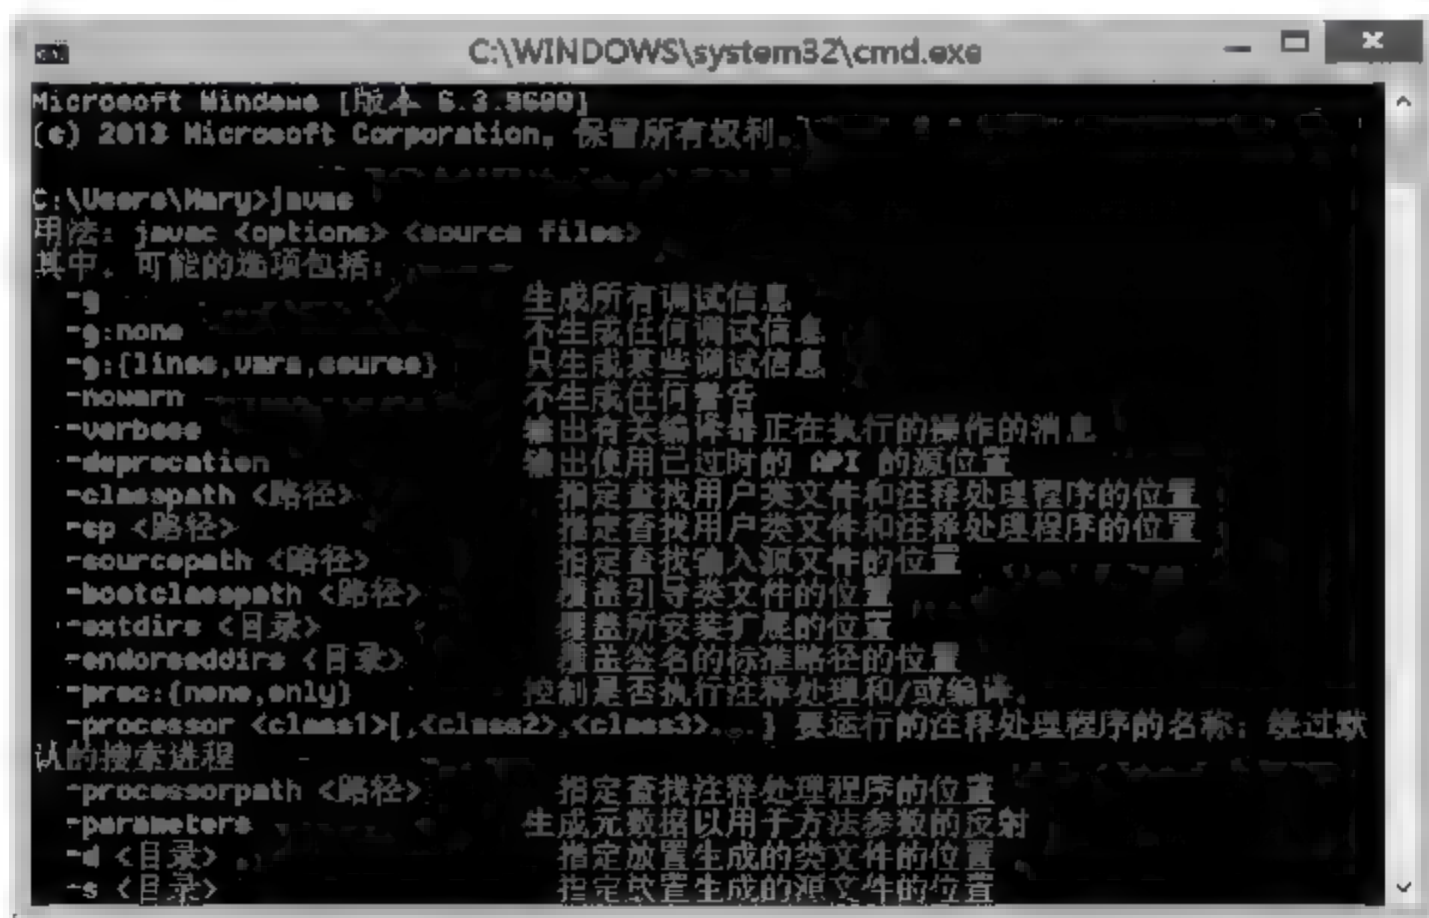 C:\WINDOWS\system32\cmd.exe
Microsoft Windows [版本 6.3.9600]
(c) 2013 Microsoft Corporation。保留所有权利。
C:\Users\Mary>javac
用法: javac <options> <source files>
其中, 可能的选项包括:
-g 生成所有调试信息
-g:none 不生成任何调试信息
-g:{lines,vars,source} 只生成某些调试信息
-nowarn 不生成任何警告
-verbose 输出有关编译器正在执行的操作的消息
-deprecation 输出使用已过时的 API 的源位置
-classpath <路径> 指定查找用户类文件和注释处理程序的位置
-cp <路径> 指定查找用户类文件和注释处理程序的位置
-sourcepath <路径> 指定查找输入源文件的位置
-bootclasspath <路径> 覆盖引导类文件的位置
-extdirs <目录> 覆盖所安装扩展的位置
-endorseddirs <目录> 覆盖签名的标准路径的位置
-proc:{none,only} 控制是否执行注释处理和/或编译。
-processor <class1>[,<class2>,<class3>...] 要运行的注释处理程序的名称; 绕过默
认的搜索进程
-processorpath <路径> 指定查找注释处理程序的位置
-parameters 生成元数据以用于方法参数的反射
-d <目录> 指定放置生成的类文件的位置
-s <目录> 指定放置生成的源文件的位置